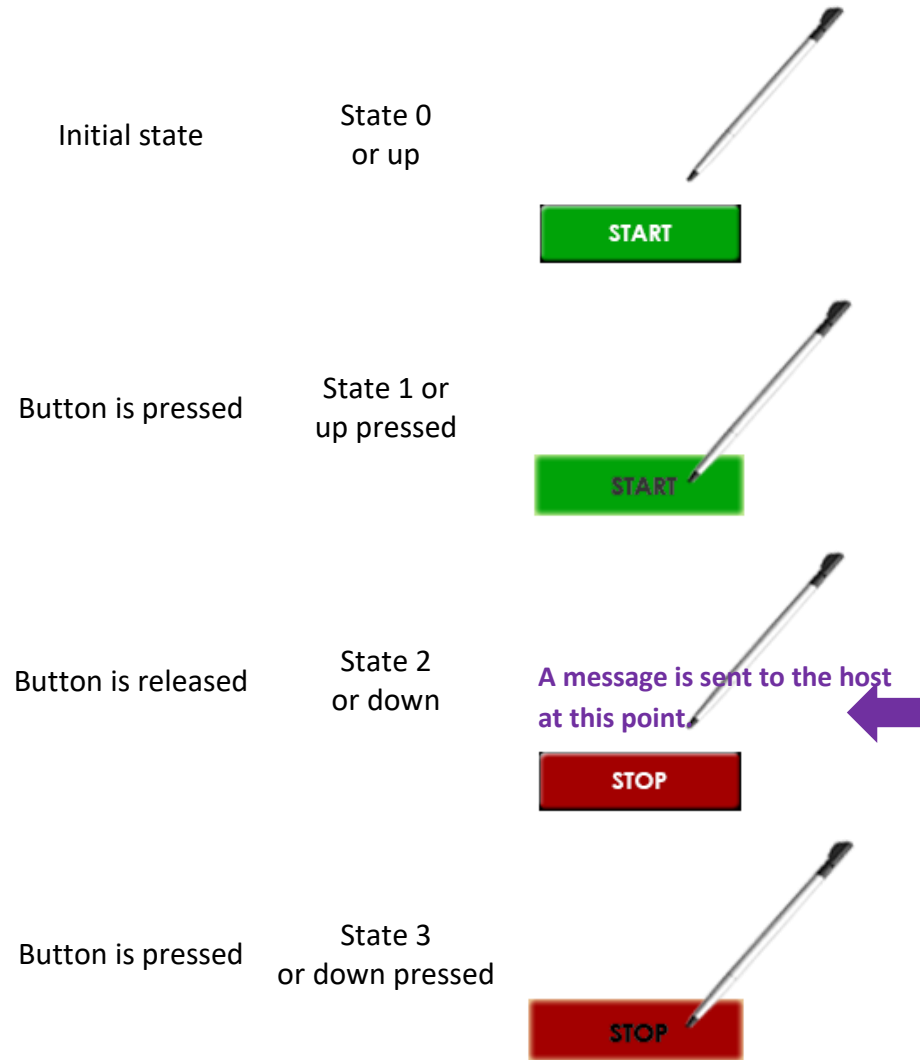 Initial state
State 0
or up
START
Button is pressed
State 1 or
up pressed
START
Button is released
State 2
or down
A message is sent to the host
at this point.
STOP
Button is pressed
State 3
or down pressed
STOP